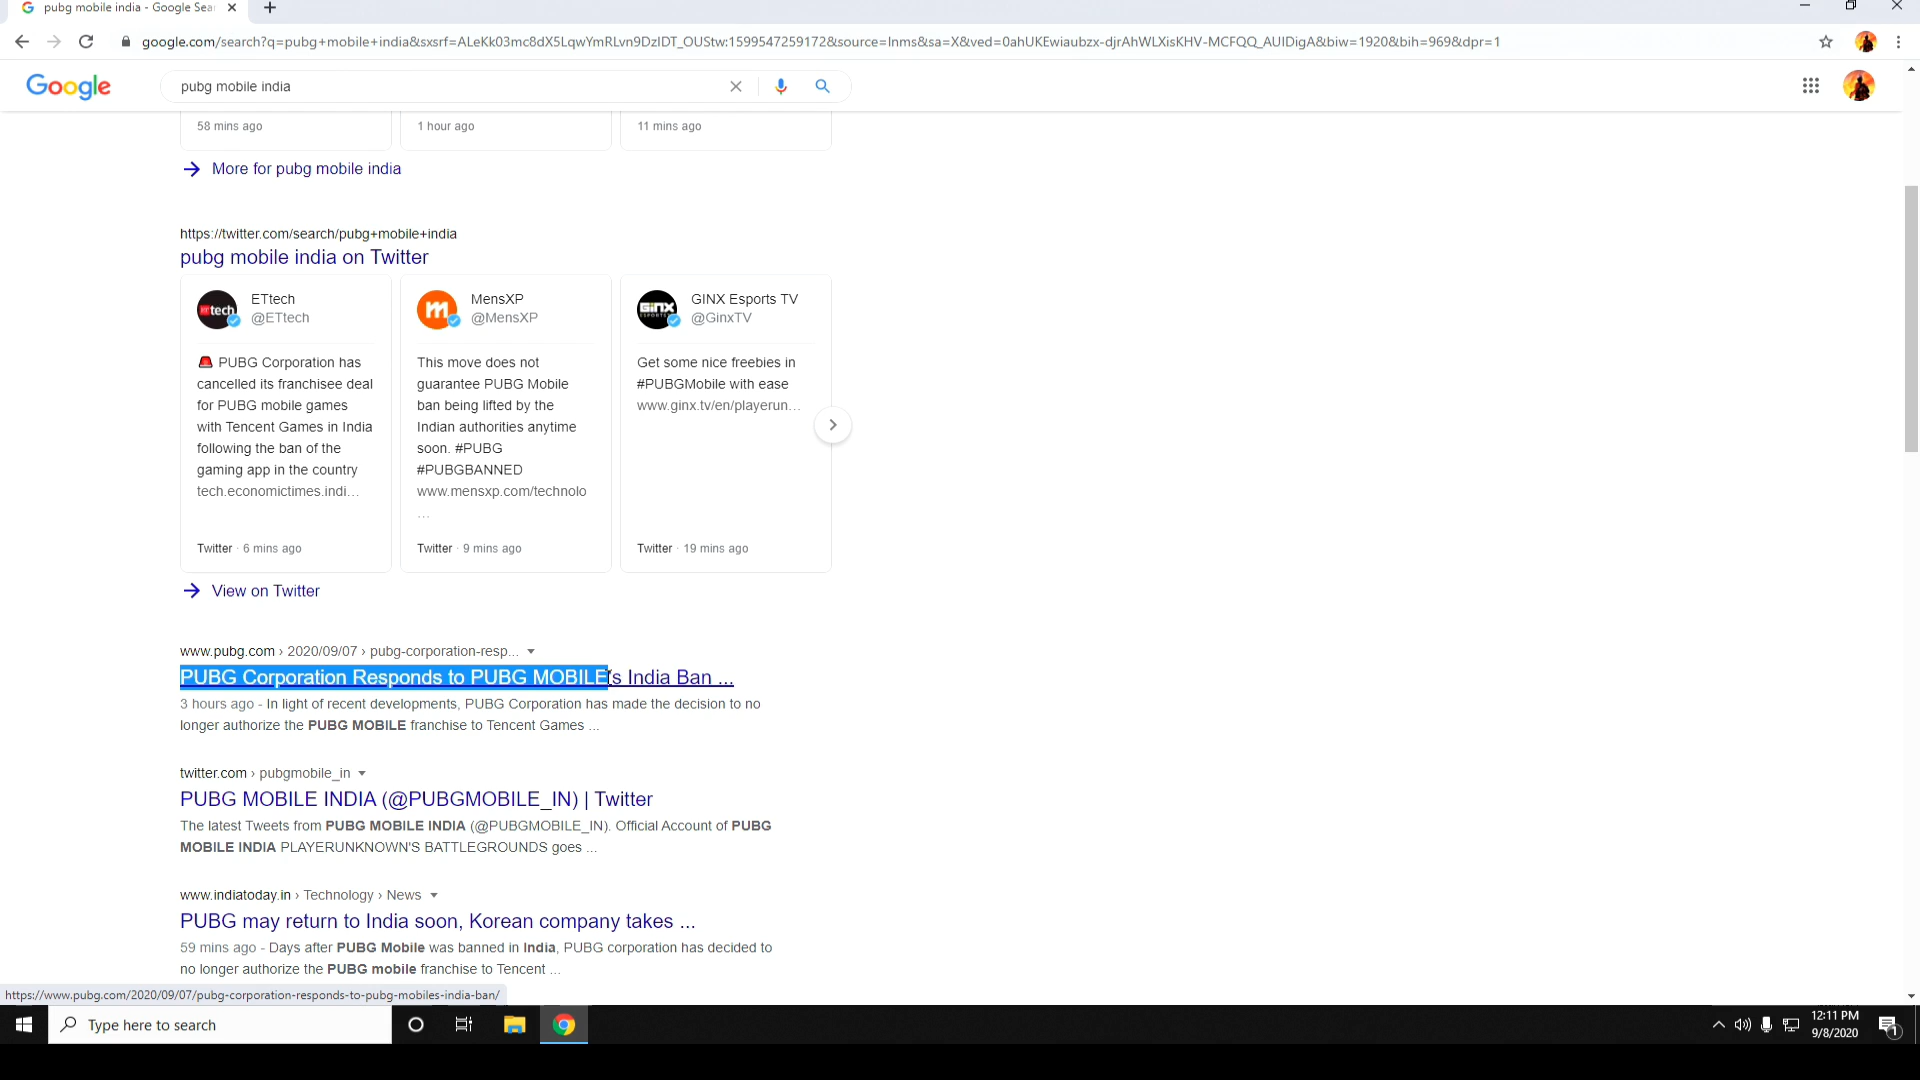 pubg mobile india - Google Sea
google.com/search?q=pubg+mobile+india&sxsrf=ALeKk03mc8dX5LqwYmRLvn9DzIDT_OUStw:1599547259172&source=lnms&sa=X&ved=0ahUKEwiaubzx-djrAhWLXisKHV-MCFQQ_AUIDigA&biw=1920&bih=969&dpr=1
Google
pubg mobile india
58 mins ago
1 hour ago
11 mins ago
More for pubg mobile india
https://twitter.com/search/pubg+mobile+india
pubg mobile india on Twitter
ETtech
@ETtech
PUBG Corporation has
cancelled its franchisee deal
for PUBG mobile games
with Tencent Games in India
following the ban of the
gaming app in the country
tech.economictimes.indi...
Twitter · 6 mins ago
MensXP
@MensXP
This move does not
guarantee PUBG Mobile
ban being lifted by the
Indian authorities anytime
soon. #PUBG
#PUBGBANNED
www.mensxp.com/technolo
...
Twitter · 9 mins ago
GINX Esports TV
@GinxTV
Get some nice freebies in
#PUBGMobile with ease
www.ginx.tv/en/playerun...
Twitter · 19 mins ago
View on Twitter
www.pubg.com › 2020/09/07 › pubg-corporation-resp...
PUBG Corporation Responds to PUBG MOBILE's India Ban ...
3 hours ago - In light of recent developments, PUBG Corporation has made the decision to no
longer authorize the PUBG MOBILE franchise to Tencent Games ...
twitter.com › pubgmobile_in
PUBG MOBILE INDIA (@PUBGMOBILE_IN) | Twitter
The latest Tweets from PUBG MOBILE INDIA (@PUBGMOBILE_IN). Official Account of PUBG
MOBILE INDIA PLAYERUNKNOWN'S BATTLEGROUNDS goes ...
www.indiatoday.in › Technology › News
PUBG may return to India soon, Korean company takes ...
59 mins ago - Days after PUBG Mobile was banned in India, PUBG corporation has decided to
no longer authorize the PUBG mobile franchise to Tencent ...
https://www.pubg.com/2020/09/07/pubg-corporation-responds-to-pubg-mobiles-india-ban/
Type here to search
12:11 PM
9/8/2020
1